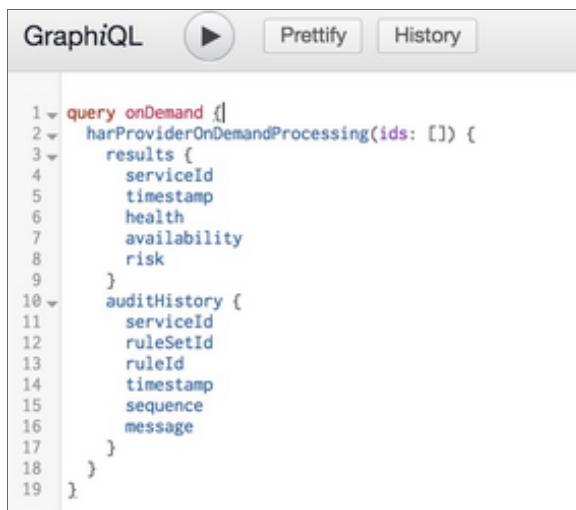 GraphiQL Prettify History
1 query onDemand {
2 harProviderOnDemandProcessing(ids: []) {
3 results {
4 serviceId
5 timestamp
6 health
7 availability
8 risk
9 }
10 auditHistory {
11 serviceId
12 ruleSetId
13 ruleId
14 timestamp
15 sequence
16 message
17 }
18 }
19 }